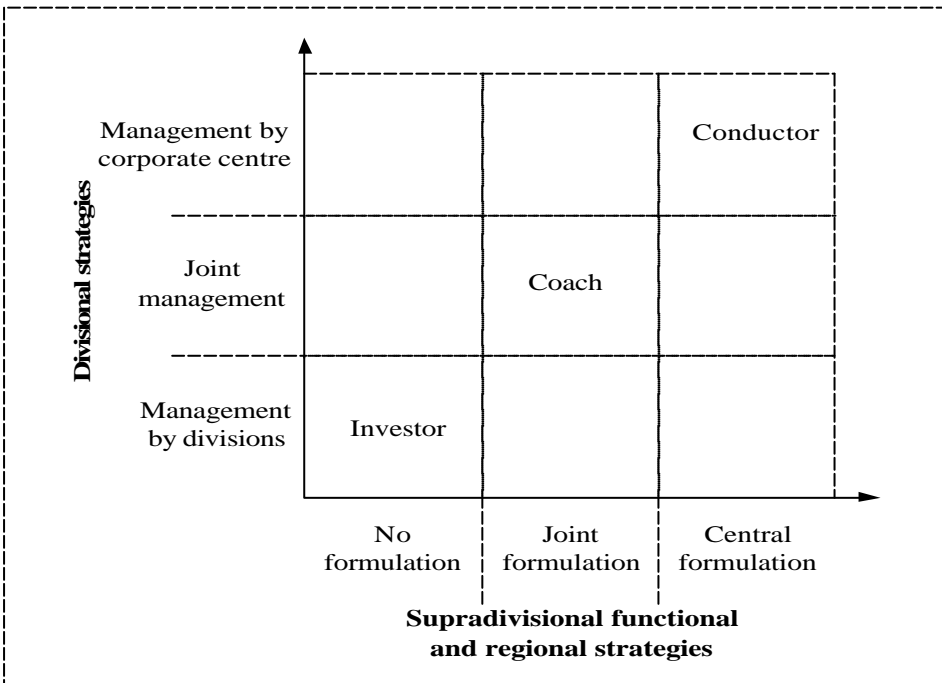 Divisional strategies
Management by
corporate centre
Conductor
Joint
management
Coach
Management
by divisions
Investor
No
formulation
Joint
formulation
Central
formulation
Supradivisional functional
and regional strategies